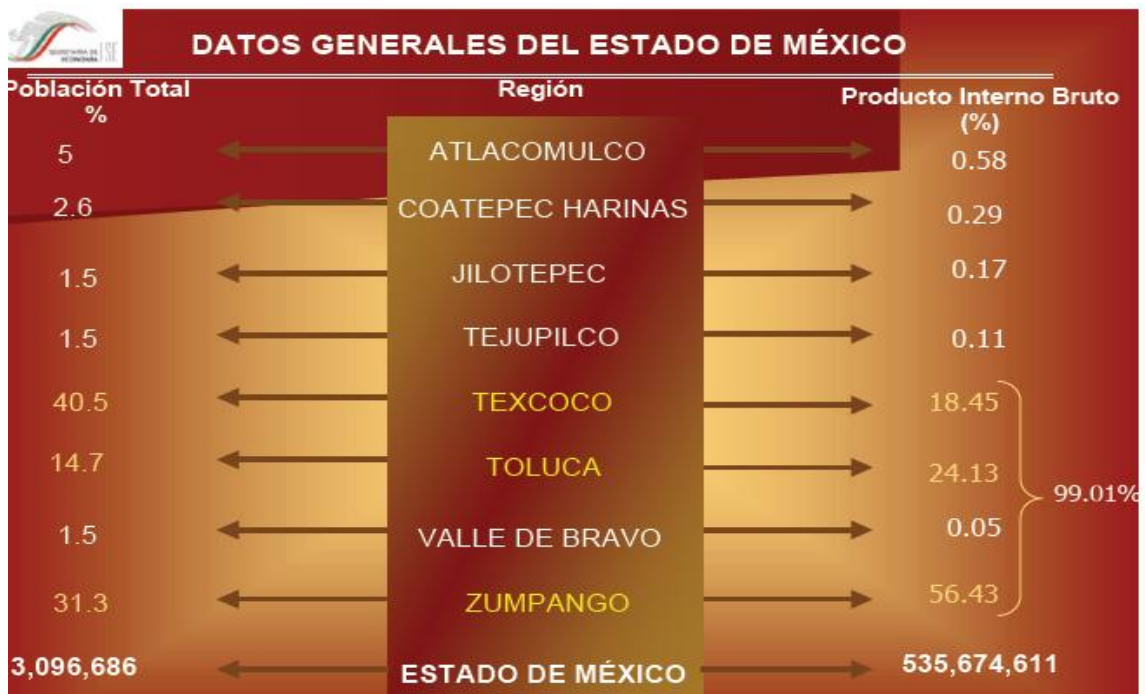 SECRETARÍA DE
ECONOMÍA
DATOS GENERALES DEL ESTADO DE MÉXICO
Población Total
%
Región
Producto Interno Bruto
(%)
5 ATLACOMULCO 0.58
2.6 COATEPEC HARINAS 0.29
1.5 JILOTEPEC 0.17
1.5 TEJUPILCO 0.11
40.5 TEXCOCO 18.45
14.7 TOLUCA 24.13
99.01%
1.5 VALLE DE BRAVO 0.05
31.3 ZUMPANGO 56.43
3,096,686 ESTADO DE MÉXICO 535,674,611